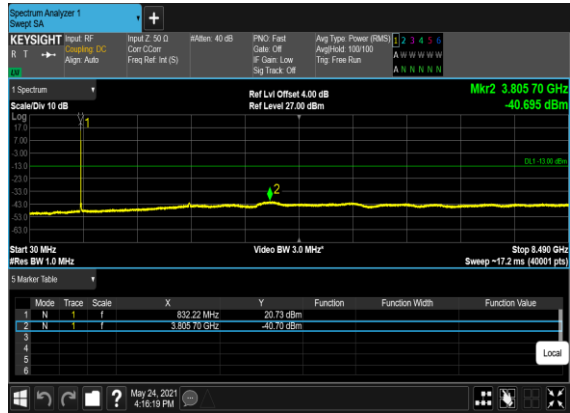 Spectrum Analyzer 1
Swept SA
KEYSIGHT Input: RF Input Z: 50 Ω #Atten: 40 dB PNO: Fast Avg Type: Power (RMS) 1 2 3 4 5 6
R T Coupling: DC Corr CCorr Gate: Off Avg|Hold: 100/100 A W W W W W
Align: Auto Freq Ref: Int (S) IF Gain: Low Trig: Free Run
Sig Track: Off A N N N N N
1 Spectrum Ref Lvl Offset 4.00 dB Mkr2 3.805 70 GHz
Scale/Div 10 dB Ref Level 27.00 dBm -40.695 dBm
Log
17.0
7.00
-3.00
-13.0
-23.0
-33.0
-43.0
-53.0
-63.0
1
2
DL1 -13.00 dBm
Start 30 MHz Video BW 3.0 MHz* Stop 8.490 GHz
#Res BW 1.0 MHz Sweep ~17.2 ms (40001 pts)
5 Marker Table
Mode Trace Scale X Y Function Function Width Function Value
1 N 1 f 832.22 MHz 20.73 dBm
2 N 1 f 3.805 70 GHz -40.70 dBm
3
4
5
6
Local
? May 24, 2021
4:16:19 PM